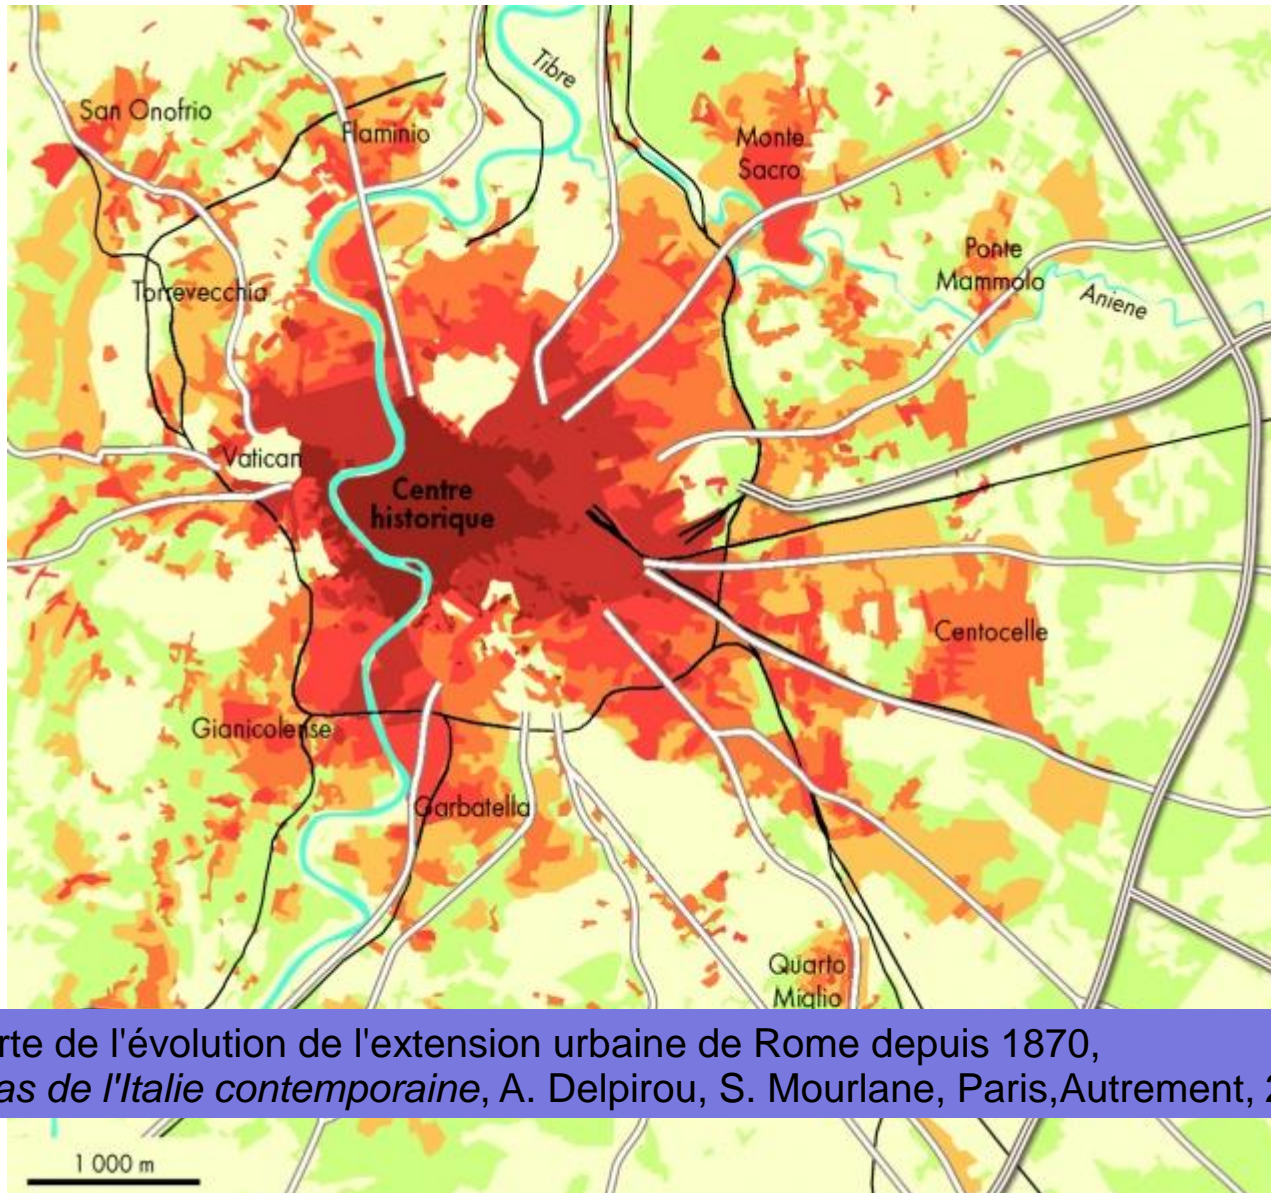 San Onofrio
Flaminio
Tibre
Monte
Sacro
Ponte
Mammolo
Aniene
Torrevecchia
Vatican
Centre
historique
Centocelle
Gianicolense
Garbatella
Quarto
Miglio
rte de l'évolution de l'extension urbaine de Rome depuis 1870,
as de l'Italie contemporaine, A. Delpirou, S. Mourlane, Paris,Autrement, 2
1 000 m